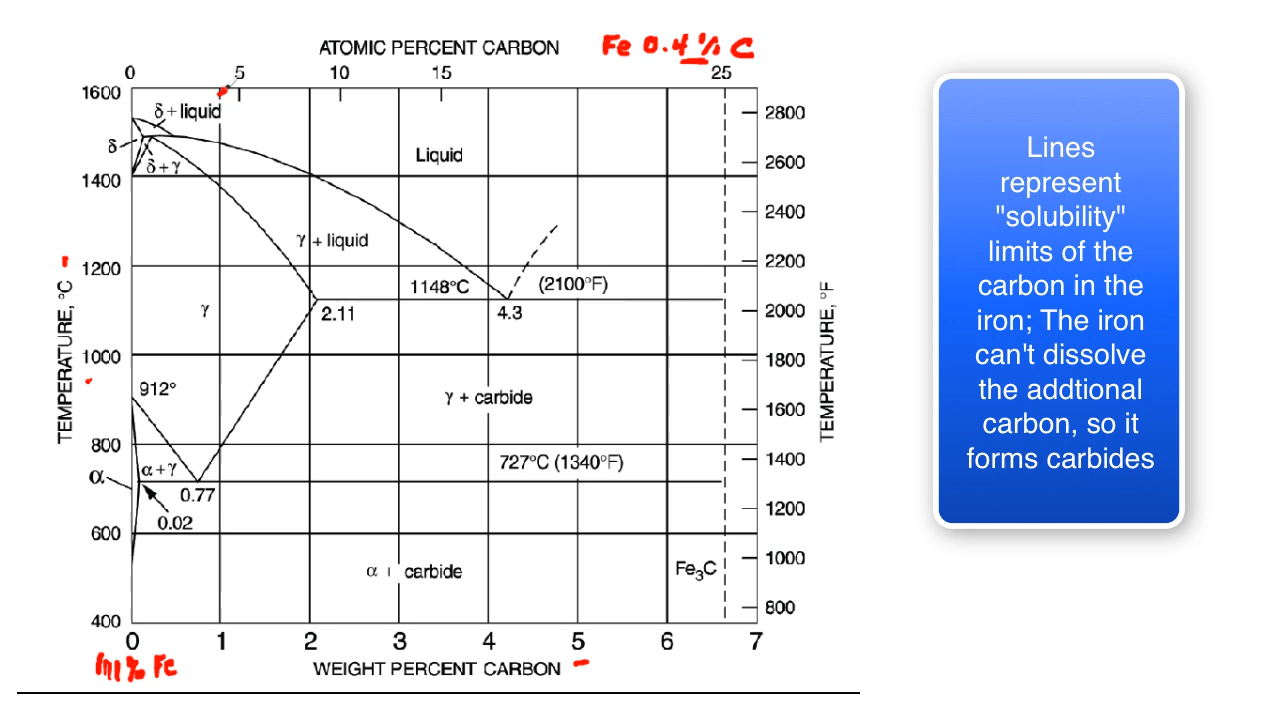 ATOMIC PERCENT CARBON
Fe 0.4 % C
0 5 10 15 25
1600
1400
1200
1000
800
600
400
TEMPERATURE, °C
2800
2600
2400
2200
2000
1800
1600
1400
1200
1000
800
TEMPERATURE, °F
δ + liquid
δ
δ + γ
Liquid
γ + liquid
1148°C (2100°F)
γ
2.11
4.3
912°
γ + carbide
α + γ
727°C (1340°F)
α
0.77
0.02
α + carbide
Fe3C
0 1 2 3 4 5 6 7
% Fe
WEIGHT PERCENT CARBON
Lines
represent
"solubility"
limits of the
carbon in the
iron; The iron
can't dissolve
the addtional
carbon, so it
forms carbides